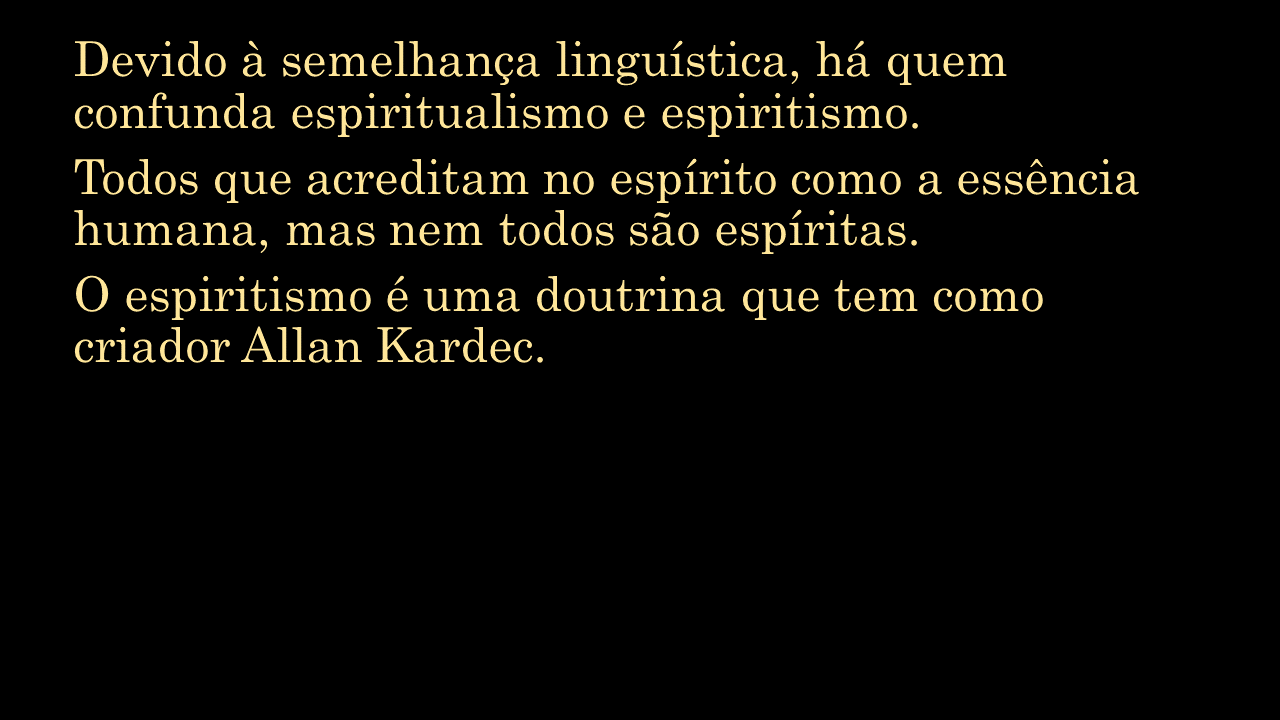 Devido à semelhança linguística, há quem
confunda espiritualismo e espiritismo.
Todos que acreditam no espírito como a essência
humana, mas nem todos são espíritas.
O espiritismo é uma doutrina que tem como
criador Allan Kardec.